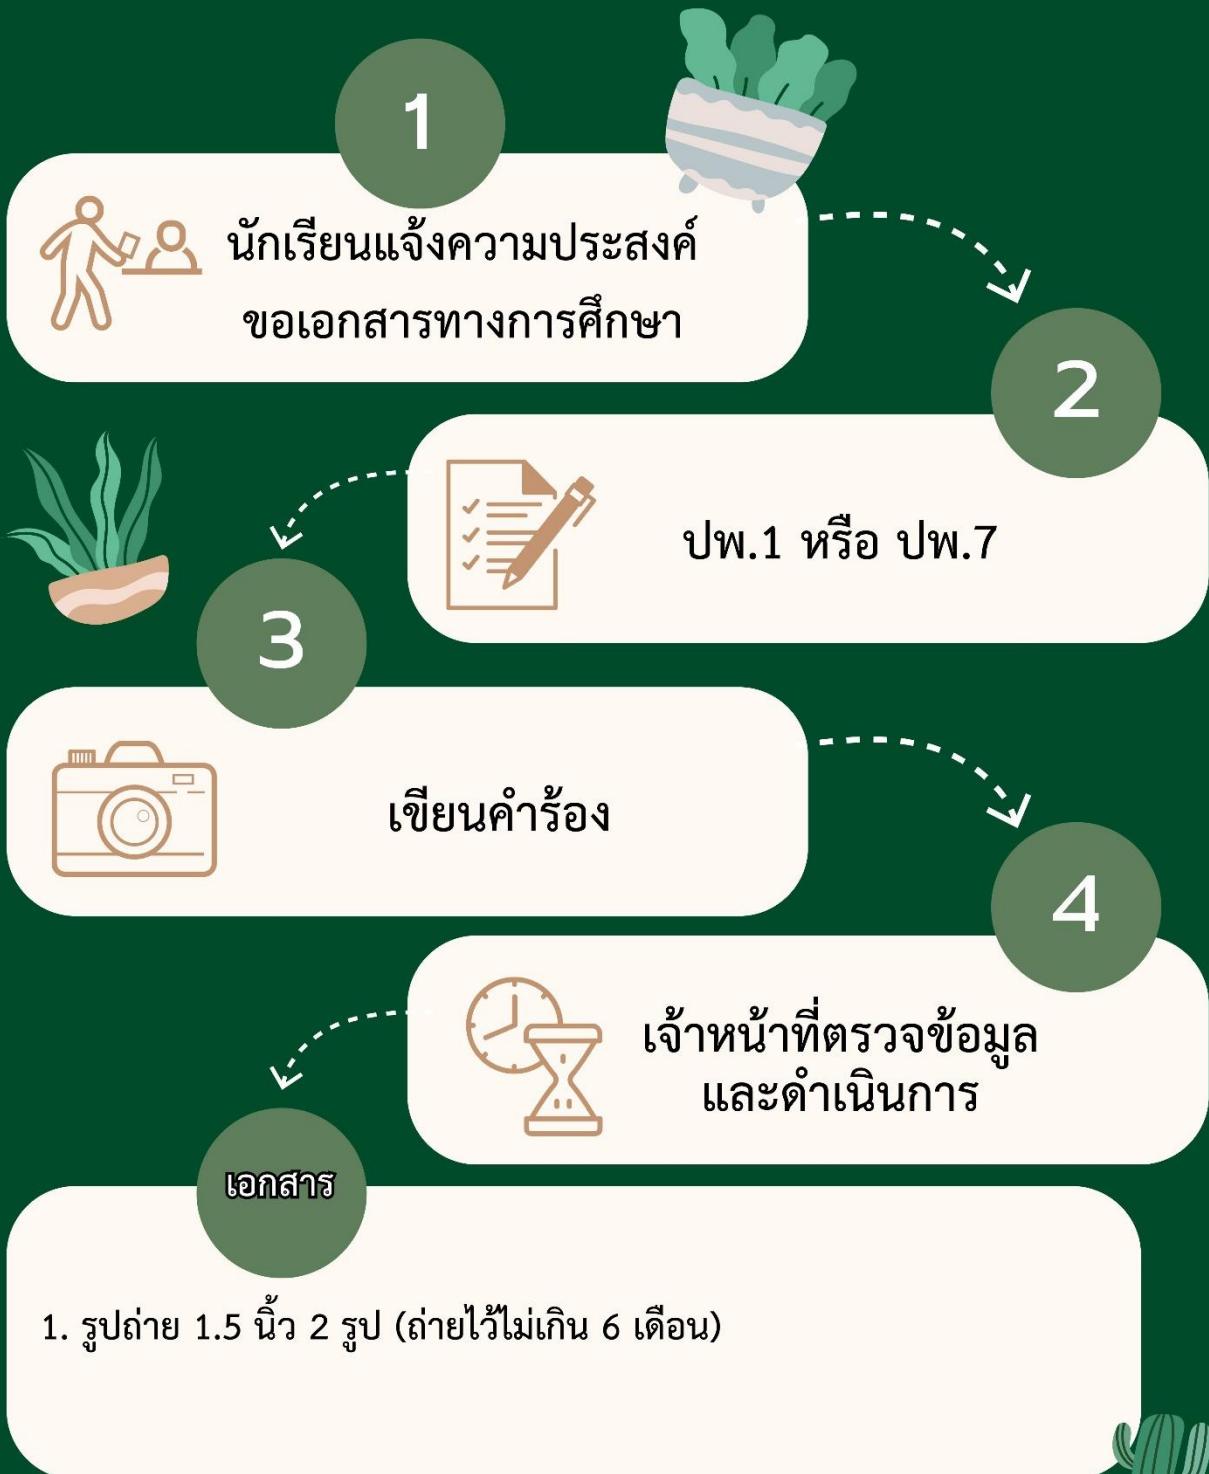 1
นักเรียนแจ้งความประสงค์
ขอเอกสารทางการศึกษา
2
ปพ.1 หรือ ปพ.7
3
เขียนคำร้อง
4
เจ้าหน้าที่ตรวจข้อมูล
และดำเนินการ
เอกสาร
1. รูปถ่าย 1.5 นิ้ว 2 รูป (ถ่ายไว้ไม่เกิน 6 เดือน)